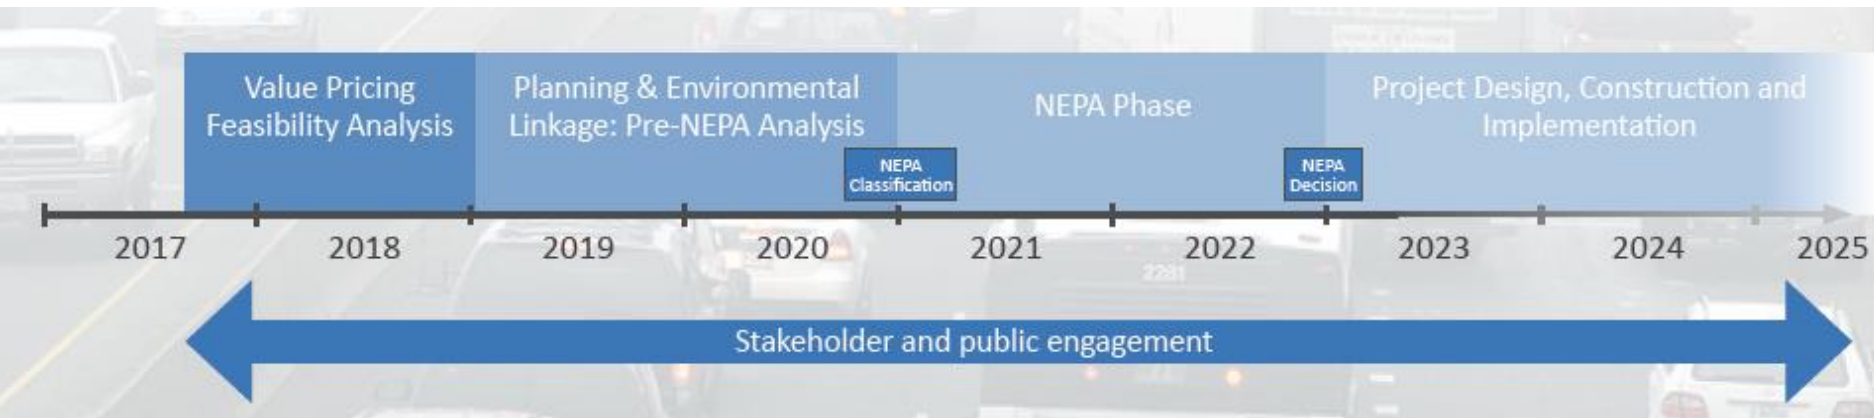 Value Pricing
Feasibility Analysis
Planning & Environmental
Linkage: Pre-NEPA Analysis
NEPA Phase
Project Design, Construction and
Implementation
NEPA
Classification
NEPA
Decision
2017
2018
2019
2020
2021
2022
2023
2024
2025
2281
Stakeholder and public engagement